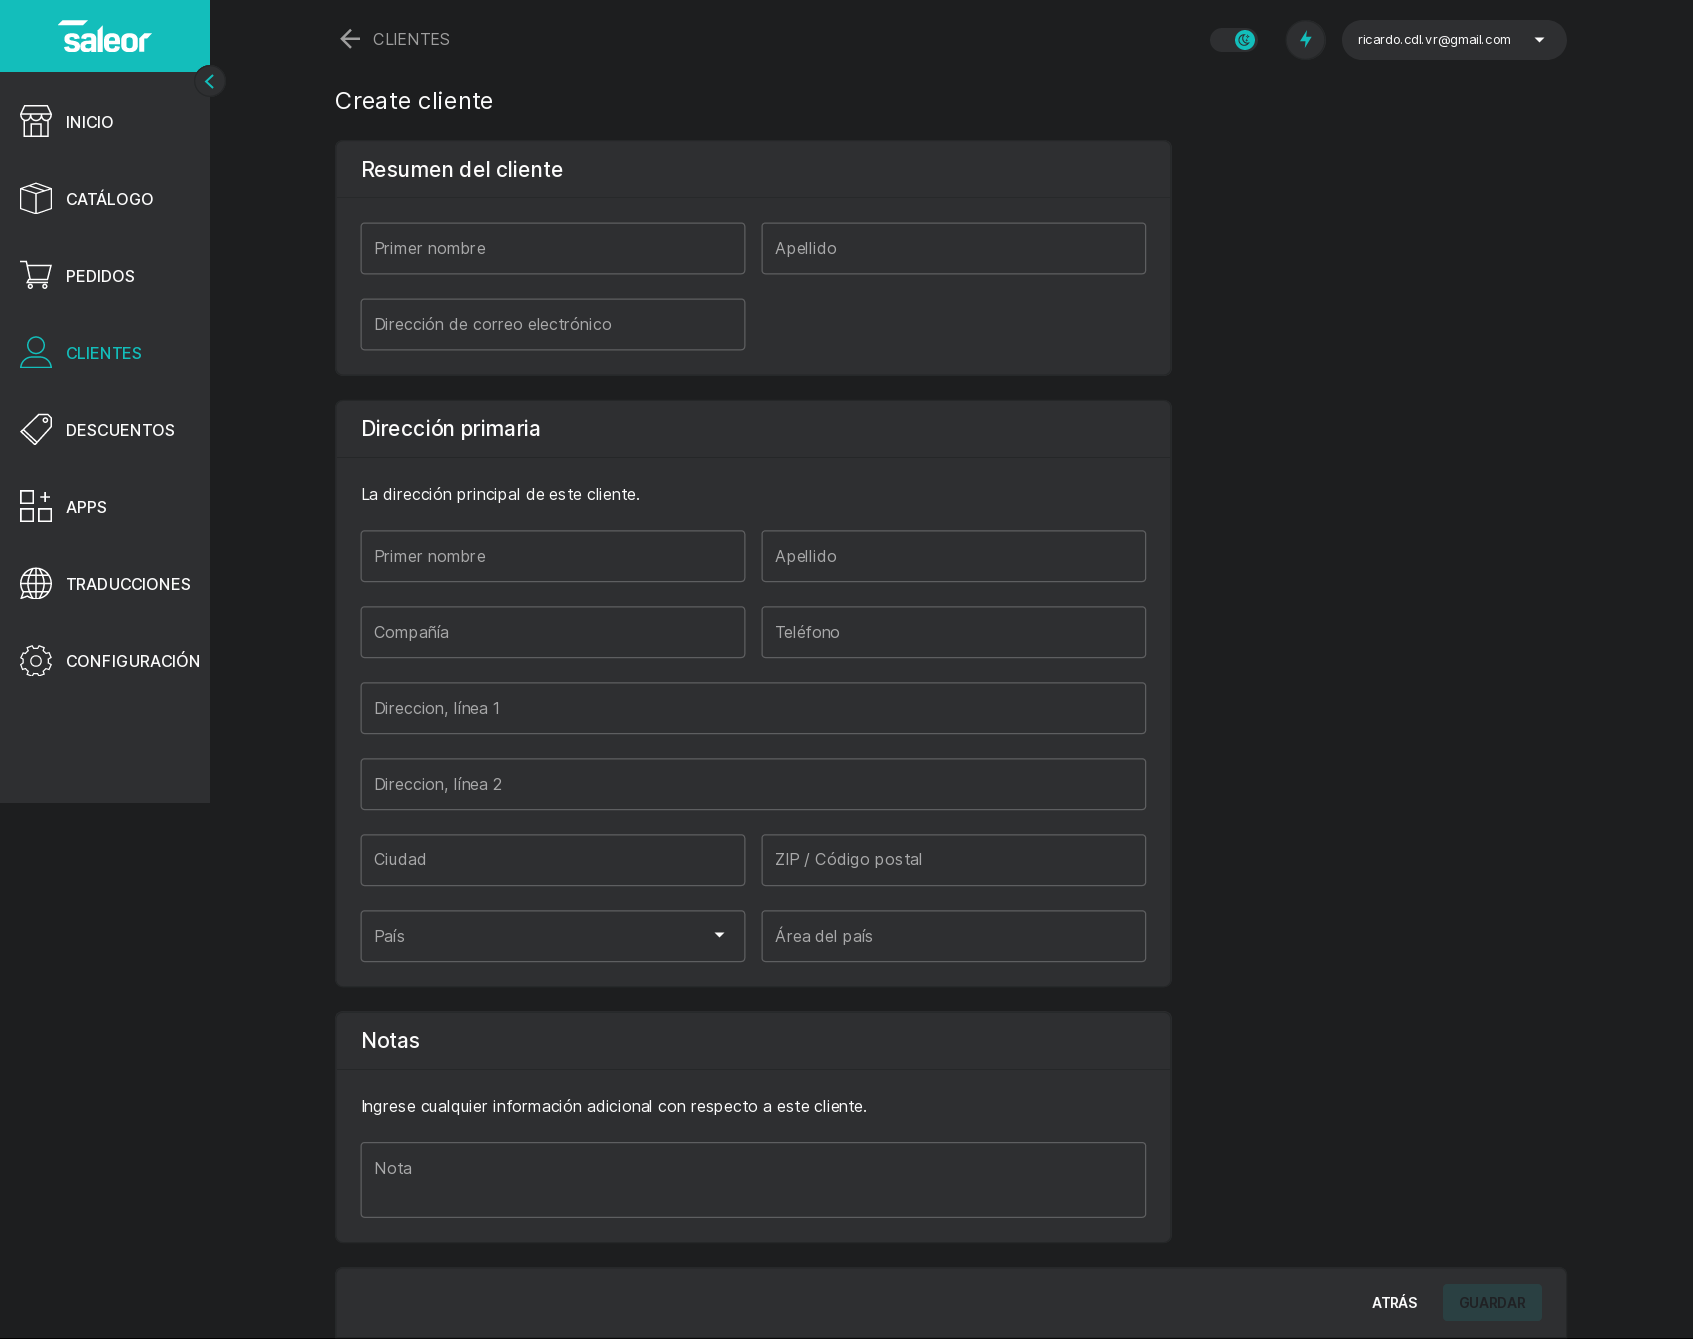 saleor
CLIENTES
ricardo.cdl.vr@gmail.com
INICIO
CATÁLOGO
PEDIDOS
CLIENTES
DESCUENTOS
APPS
TRADUCCIONES
CONFIGURACIÓN
Create cliente
Resumen del cliente
Primer nombre
Apellido
Dirección de correo electrónico
Dirección primaria
La dirección principal de este cliente.
Primer nombre
Apellido
Compañía
Teléfono
Direccion, línea 1
Direccion, línea 2
Ciudad
ZIP / Código postal
País
Área del país
Notas
Ingrese cualquier información adicional con respecto a este cliente.
Nota
ATRÁS
GUARDAR